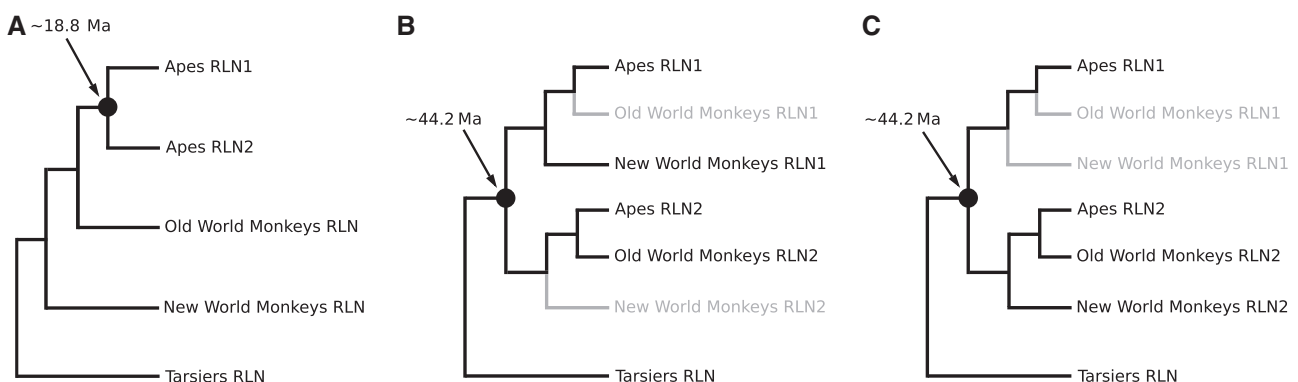 A
~18.8 Ma
Apes RLN1
Apes RLN2
Old World Monkeys RLN
New World Monkeys RLN
Tarsiers RLN
B
~44.2 Ma
Apes RLN1
Old World Monkeys RLN1
New World Monkeys RLN1
Apes RLN2
Old World Monkeys RLN2
New World Monkeys RLN2
Tarsiers RLN
C
~44.2 Ma
Apes RLN1
Old World Monkeys RLN1
New World Monkeys RLN1
Apes RLN2
Old World Monkeys RLN2
New World Monkeys RLN2
Tarsiers RLN